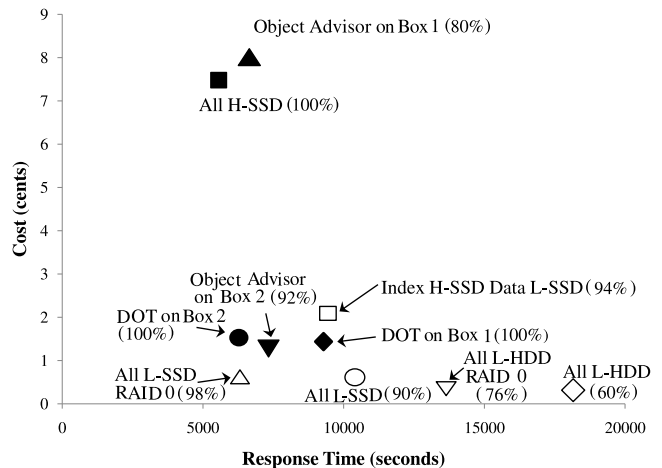 9
8
7
6
5
4
3
2
1
0
Cost (cents)
Object Advisor on Box 1 (80%)
All H-SSD (100%)
Object Advisor
on Box 2 (92%)
Index H-SSD Data L-SSD (94%)
DOT on Box 2
(100%)
DOT on Box 1 (100%)
All L-SSD
RAID 0 (98%)
All L-SSD (90%)
All L-HDD
RAID 0
(76%)
All L-HDD
(60%)
0 5000 10000 15000 20000
Response Time (seconds)